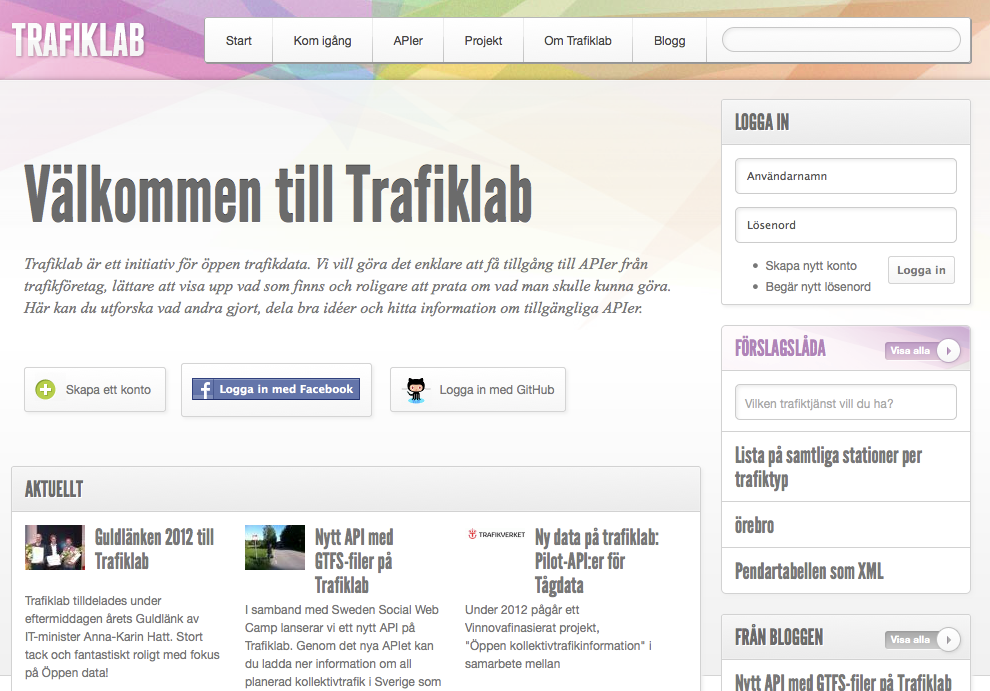 TRAFIKLAB
Start
Kom igång
APIer
Projekt
Om Trafiklab
Blogg
Välkommen till Trafiklab
Trafiklab är ett initiativ för öppen trafikdata. Vi vill göra det enklare att få tillgång till APIer från
trafikföretag, lättare att visa upp vad som finns och roligare att prata om vad man skulle kunna göra.
Här kan du utforska vad andra gjort, dela bra idéer och hitta information om tillgängliga APIer.
Skapa ett konto
Logga in med Facebook
Logga in med GitHub
AKTUELLT
Guldlänken 2012 till
Trafiklab
Trafiklab tilldelades under
eftermiddagen årets Guldlänk av
IT-minister Anna-Karin Hatt. Stort
tack och fantastiskt roligt med fokus
på Öppen data!
Nytt API med
GTFS-filer på
Trafiklab
I samband med Sweden Social Web
Camp lanserar vi ett nytt API på
Trafiklab. Genom det nya APIet kan
du ladda ner information om all
planerad kollektivtrafik i Sverige som
TRAFIKVERKET
Ny data på trafiklab:
Pilot-API:er för
Tågdata
Under 2012 pågår ett
Vinnovafinasierat projekt,
"Öppen kollektivtrafikinformation" i
samarbete mellan
LOGGA IN
Användarnamn
Lösenord
Skapa nytt konto
Begär nytt lösenord
Logga in
FÖRSLAGSLÅDA
Visa alla
Vilken trafiktjänst vill du ha?
Lista på samtliga stationer per
trafiktyp
örebro
Pendartabellen som XML
FRÅN BLOGGEN
Visa alla
Nytt API med GTFS-filer på Trafiklab